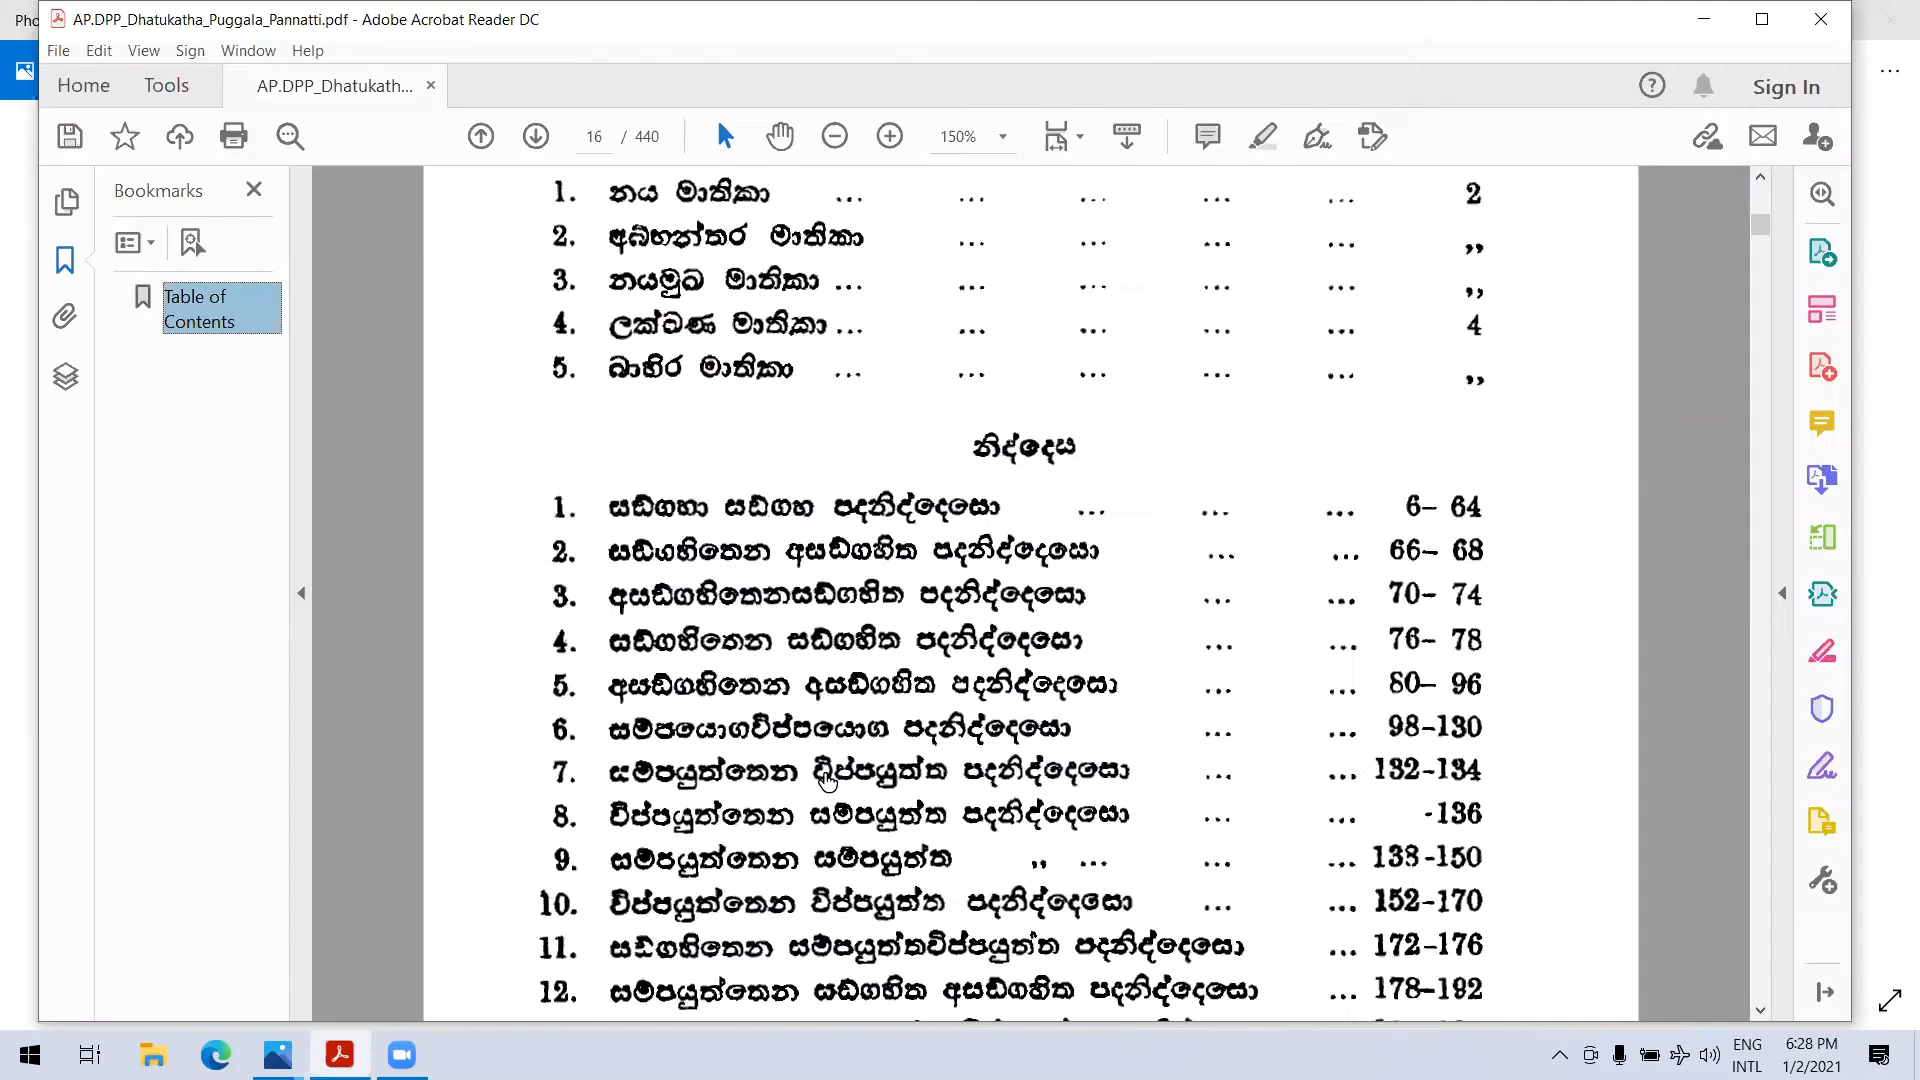 Pho
AP.DPP_Dhatukatha_Puggala_Pannatti.pdf - Adobe Acrobat Reader DC
File Edit View Sign Window Help
Home Tools AP.DPP_Dhatukath... × Sign In
16 / 440 150%
Bookmarks
Table of
Contents
1. නය මාතිකා ... ... ... ... ... 2
2. අබ්භන්තර මාතිකා ... ... ... ... ,,
3. නයමුඛ මාතිකා ... ... ... ... ... ,,
4. ලක්ඛණ මාතිකා ... ... ... ... ... 4
5. බාහිර මාතිකා ... ... ... ... ... ,,
නිද්දෙස
1. සඞ්ගහා සඞ්ගහ පදනිද්දෙසො ... ... ... 6– 64
2. සඞ්ගහිතෙන අසඞ්ගහිත පදනිද්දෙසො ... ... 66– 68
3. අසඞ්ගහිතෙනසඞ්ගහිත පදනිද්දෙසො ... ... 70– 74
4. සඞ්ගහිතෙන සඞ්ගහිත පදනිද්දෙසො ... ... 76– 78
5. අසඞ්ගහිතෙන අසඞ්ගහිත පදනිද්දෙසො ... ... 80– 96
6. සම්පයොගවිප්පයොග පදනිද්දෙසො ... ... 98-130
7. සම්පයුත්තෙන විප්පයුත්ත පදනිද්දෙසො ... ... 132-134
8. විප්පයුත්තෙන සම්පයුත්ත පදනිද්දෙසො ... ... -136
9. සම්පයුත්තෙන සම්පයුත්ත ,, ... ... ... 138-150
10. විප්පයුත්තෙන විප්පයුත්ත පදනිද්දෙසො ... ... 152-170
11. සඞ්ගහිතෙන සම්පයුත්තවිප්පයුත්ත පදනිද්දෙසො ... 172-176
12. සම්පයුත්තෙන සඞ්ගහිත අසඞ්ගහිත පදනිද්දෙසො ... 178-192
ENG 6:28 PM
INTL 1/2/2021